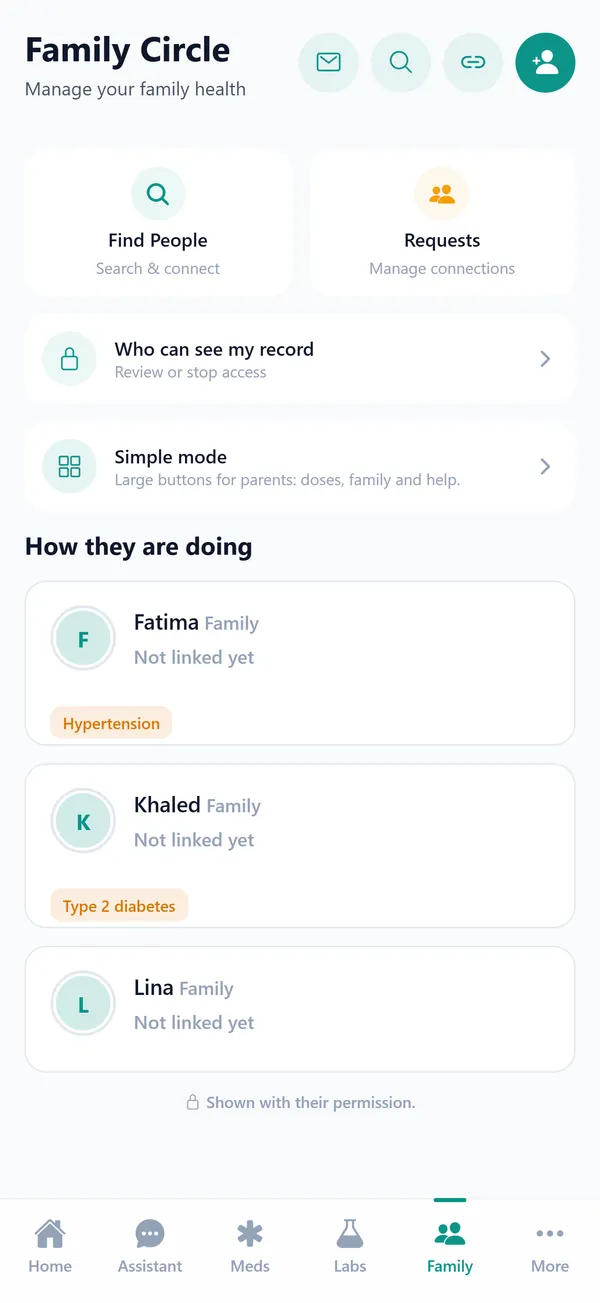 Family Circle
Manage your family health
Find People
Search & connect
Requests
Manage connections
Who can see my record
Review or stop access
Simple mode
Large buttons for parents: doses, family and help.
How they are doing
F
Fatima Family
Not linked yet
Hypertension
K
Khaled Family
Not linked yet
Type 2 diabetes
L
Lina Family
Not linked yet
Shown with their permission.
Home
Assistant
Meds
Labs
Family
More